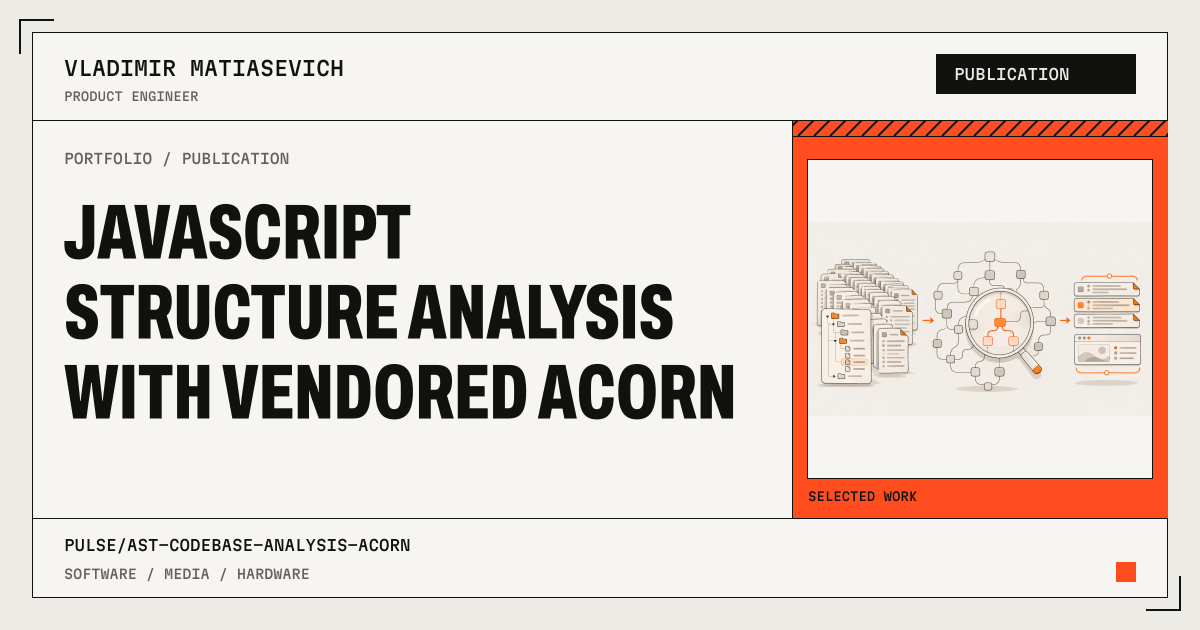 VLADIMIR MATIASEVICH
PRODUCT ENGINEER
PUBLICATION
PORTFOLIO / PUBLICATION
JAVASCRIPT
STRUCTURE ANALYSIS
WITH VENDORED ACORN
SELECTED WORK
PULSE/AST-CODEBASE-ANALYSIS-ACORN
SOFTWARE / MEDIA / HARDWARE